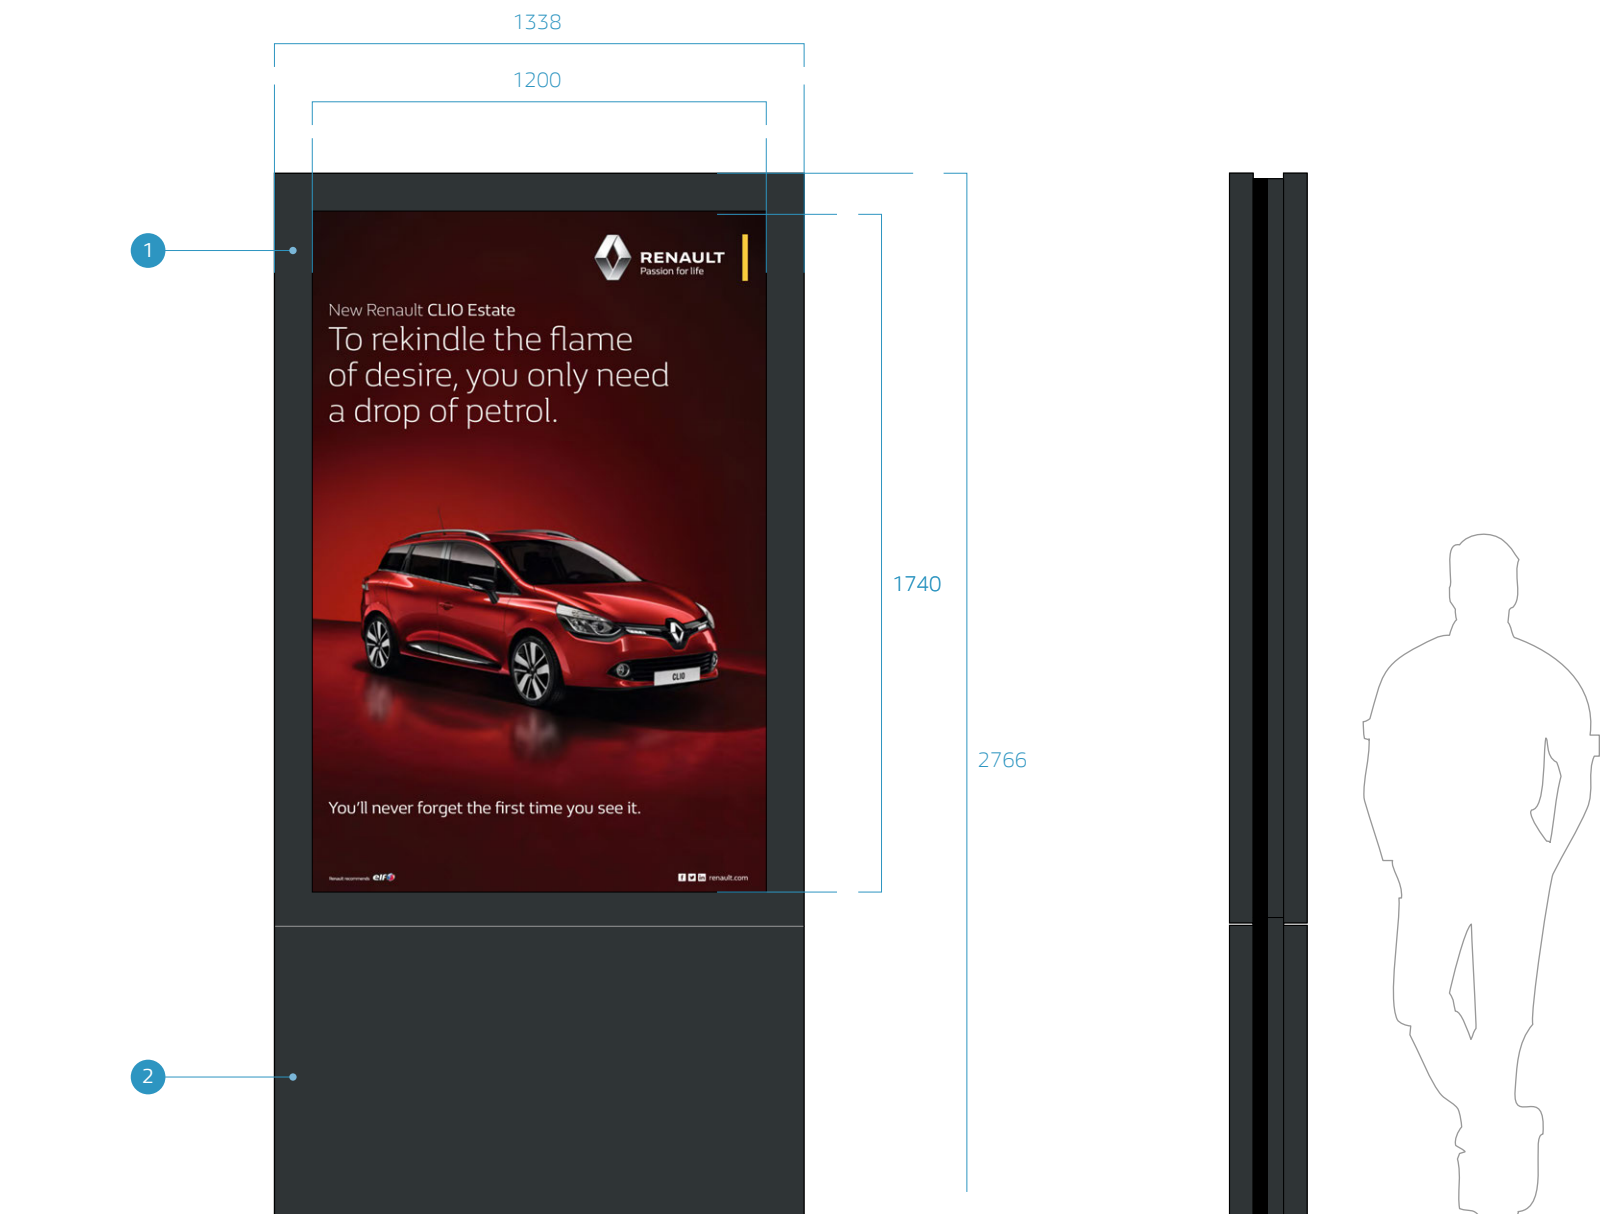 1338
1200
1
RENAULT
Passion for life
New Renault CLIO Estate
To rekindle the flame
of desire, you only need
a drop of petrol.
1740
CLIO
2766
You'll never forget the first time you see it.
Renault recommends elf
renault.com
2